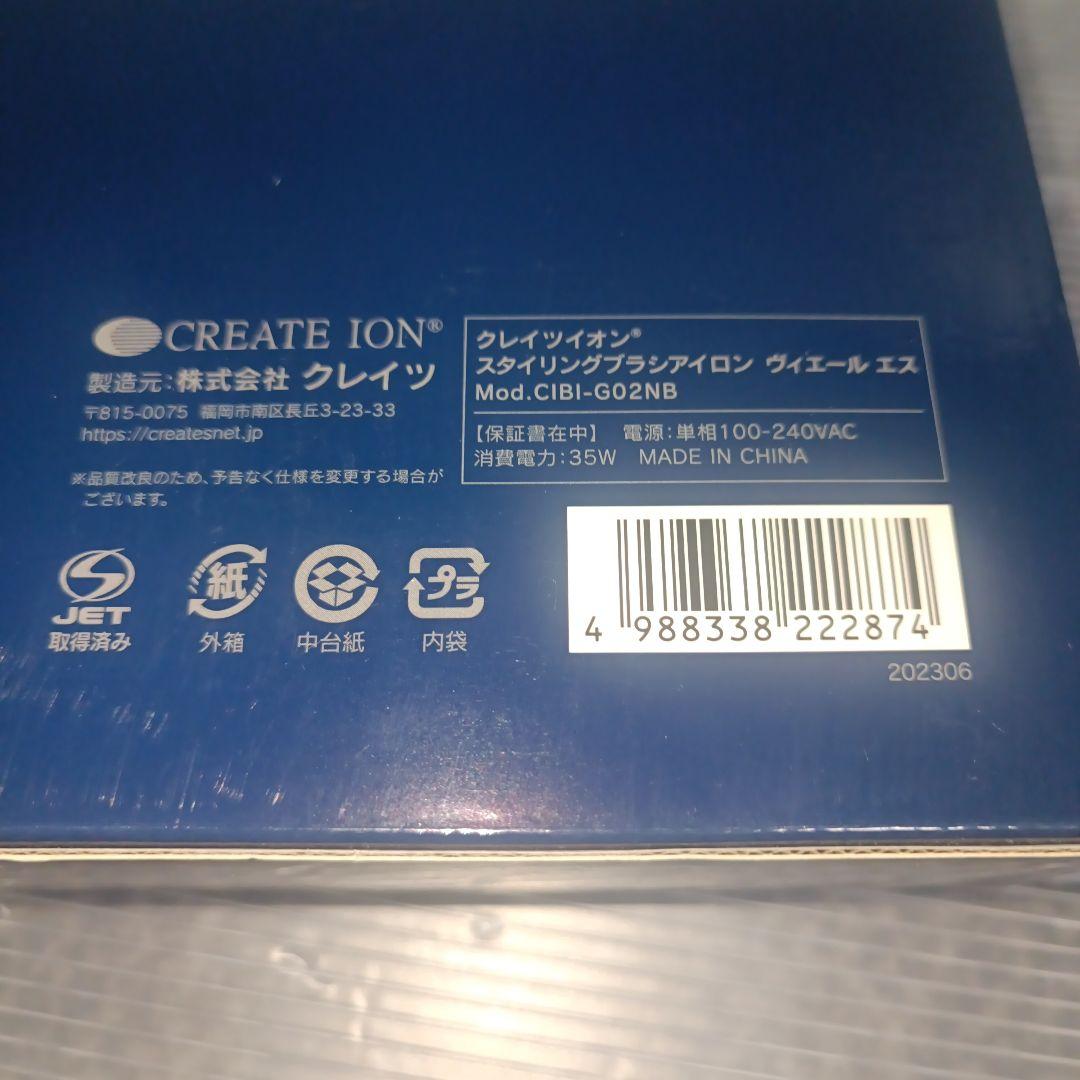 CREATE ION®
製造元:株式会社 クレイツ
〒815-0075 福岡市南区長丘3-23-33
https://createsnet.jp
※品質改良のため、予告なく仕様を変更する場合が
ございます。
クレイツイオン®
スタイリングブラシアイロン ヴィエール エス
Mod.CIBI-G02NB
【保証書在中】 電源:単相100-240VAC
消費電力:35W MADE IN CHINA
JET
取得済み
紙
外箱
中台紙
プラ
内袋
4 988338 222874
202306